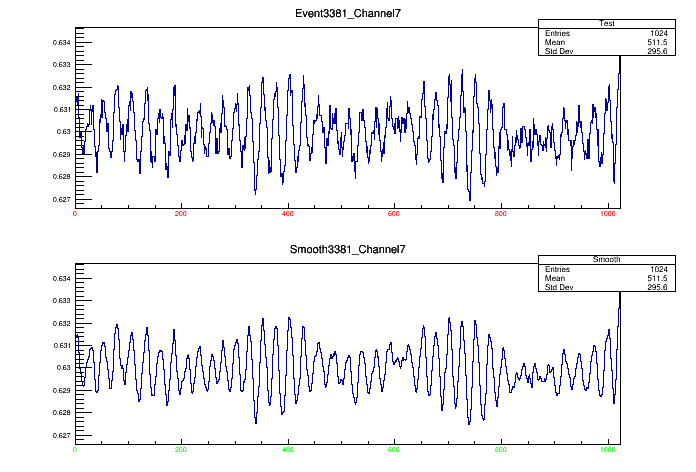 Event3381_Channel7
Test
Entries 1024
Mean 511.5
Std Dev 295.6
0.634
0.633
0.632
0.631
0.63
0.629
0.628
0.627
0 200 400 600 800 1000
Smooth3381_Channel7
Smooth
Entries 1024
Mean 511.5
Std Dev 295.6
0.634
0.633
0.632
0.631
0.63
0.629
0.628
0.627
0 200 400 600 800 1000